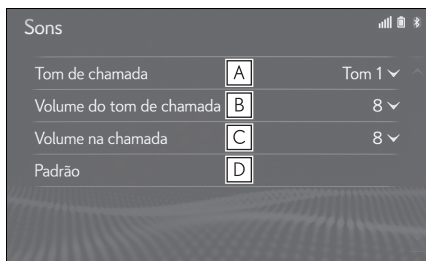 Sons
Tom de chamada A Tom 1
Volume do tom de chamada B 8
Volume na chamada C 8
Padrão D